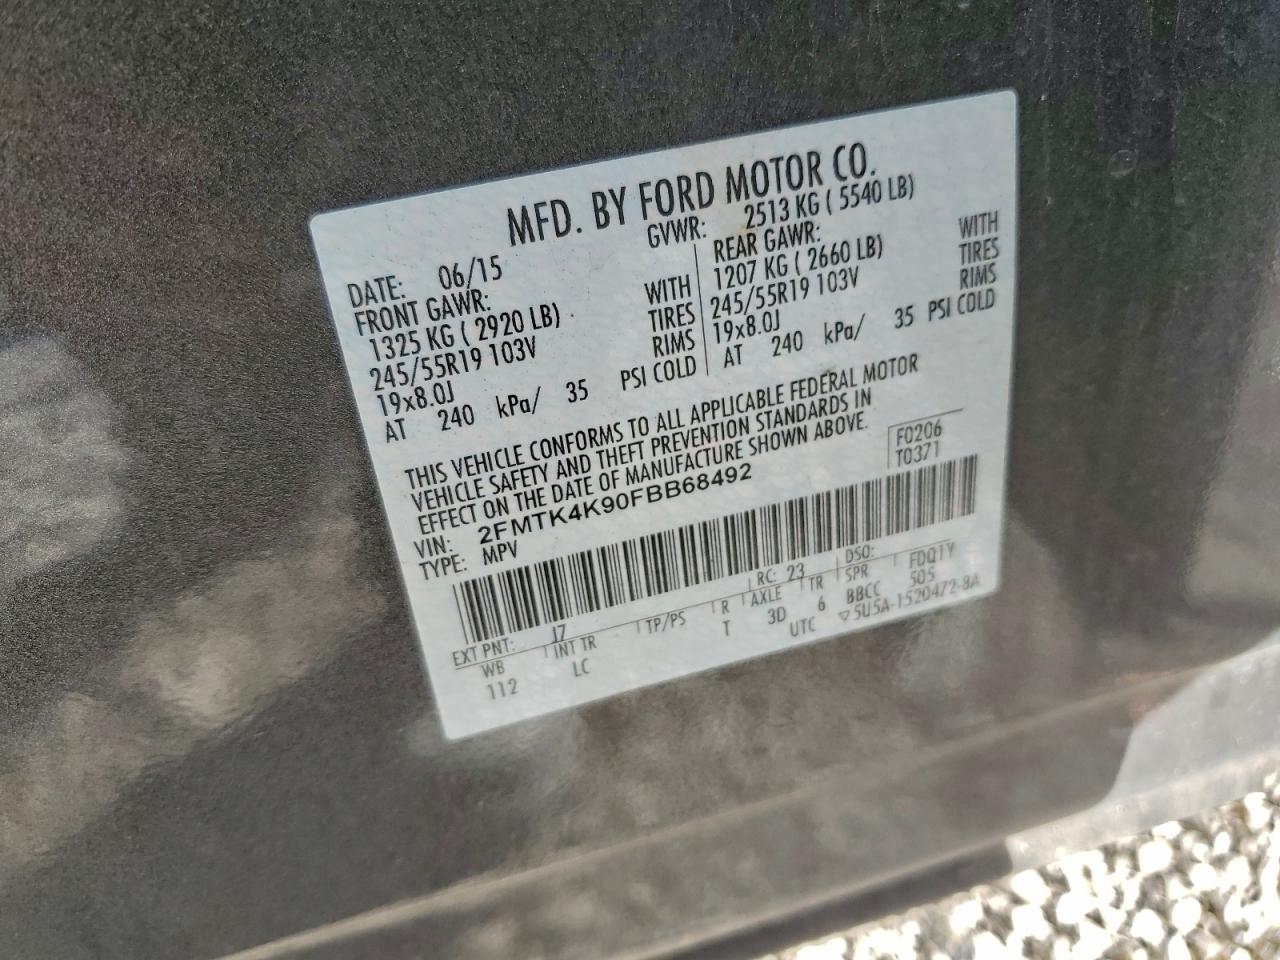 MFD. BY FORD MOTOR CO.
DATE: 06/15 GVWR: 2513 KG ( 5540 LB)
FRONT GAWR: REAR GAWR:
1325 KG ( 2920 LB) WITH 1207 KG ( 2660 LB) WITH
245/55R19 103V TIRES 245/55R19 103V TIRES
19x8.0J RIMS 19x8.0J RIMS
AT 240 kPa/ 35 PSI COLD AT 240 kPa/ 35 PSI COLD
THIS VEHICLE CONFORMS TO ALL APPLICABLE FEDERAL MOTOR
VEHICLE SAFETY AND THEFT PREVENTION STANDARDS IN
EFFECT ON THE DATE OF MANUFACTURE SHOWN ABOVE.
F0206
T0371
VIN: 2FMTK4K90FBB68492
TYPE: MPV
EXT PNT: J7 RC: 23 DSO: FDQ1Y
WB INT TR TP/PS R AXLE TR SPR 505
112 LC T 3D 6 BBCC
UTC ▽5U5A-1520472-BA